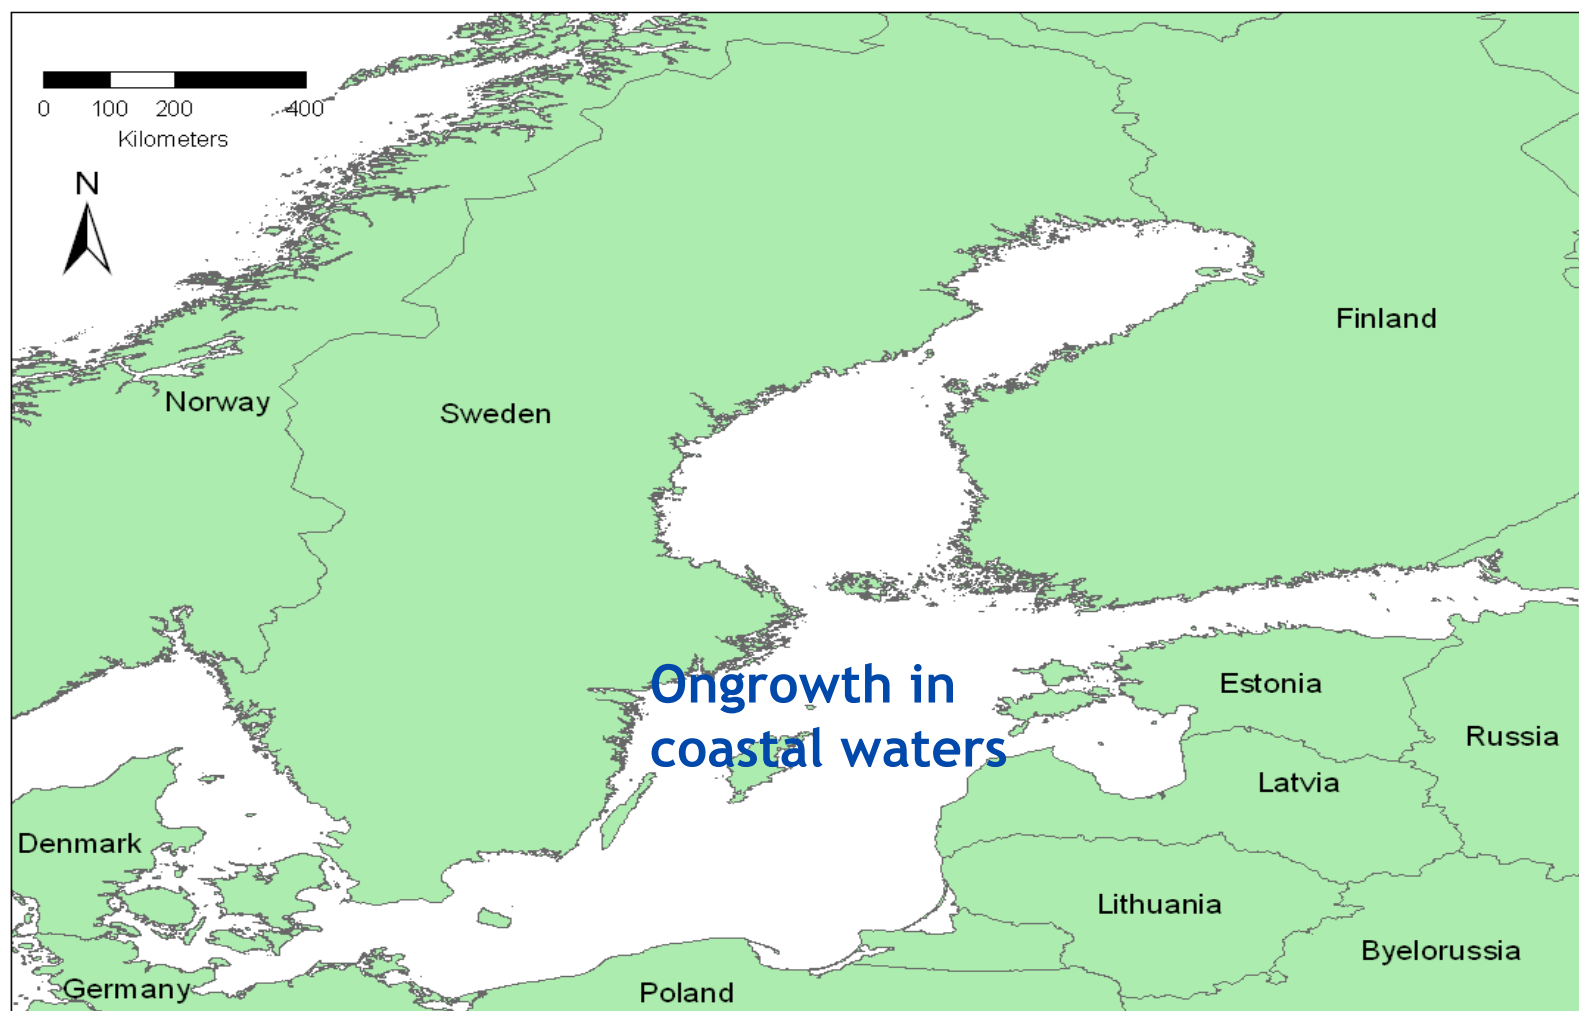 0 100 200 400
Kilometers
N
Finland
Norway
Sweden
Ongrowth in
coastal waters
Estonia
Russia
Latvia
Denmark
Lithuania
Byelorussia
Germany
Poland